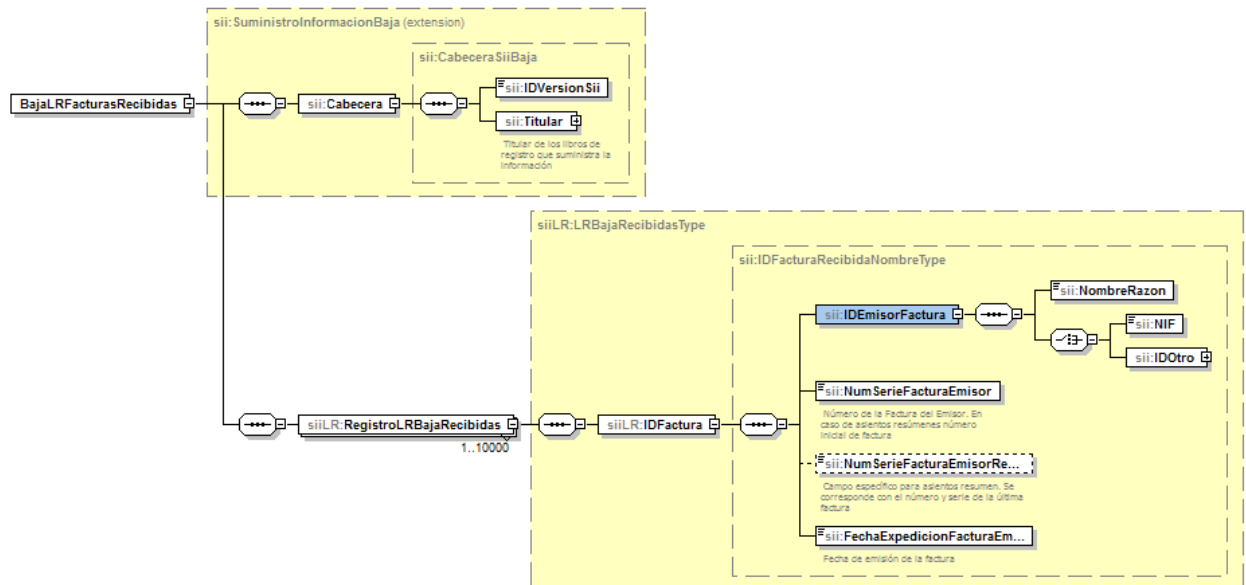 sii:SuministroInformacionBaja (extension)
sii:CabeceraSiiBaja
BajaLRFacturasRecibidas
sii:Cabecera
sii:IDVersionSii
sii:Titular
Titular de los libros de
registro que suministra la
información
siiLR:LRBajaRecibidasType
sii:IDFacturaRecibidaNombreType
sii:IDEmisorFactura
sii:NombreRazon
sii:NIF
sii:IDOtro
siiLR:RegistroLRBajaRecibidas
1..10000
siiLR:IDFactura
sii:NumSerieFacturaEmisor
Número de la Factura del Emisor. En
caso de asientos resúmenes número
inicial de factura
sii:NumSerieFacturaEmisorRe...
Campo específico para asientos resumen. Se
corresponde con el número y serie de la última
factura
sii:FechaExpedicionFacturaEm...
Fecha de emisión de la factura